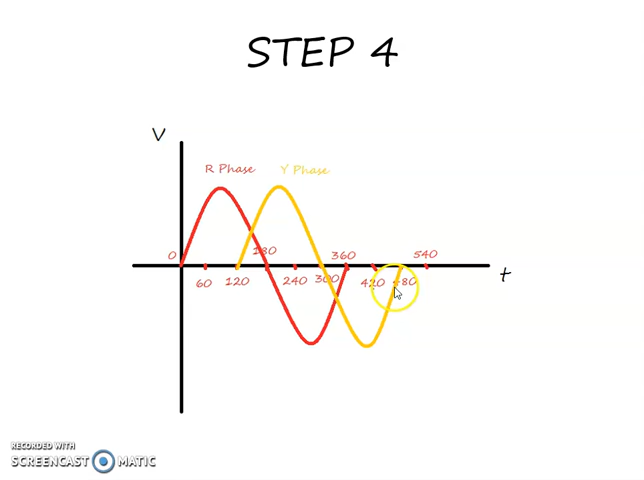 STEP 4
V
R Phase Y Phase
0 180 360 540
60 120 240 300 420 480
t
RECORDED WITH
SCREENCAST MATIC